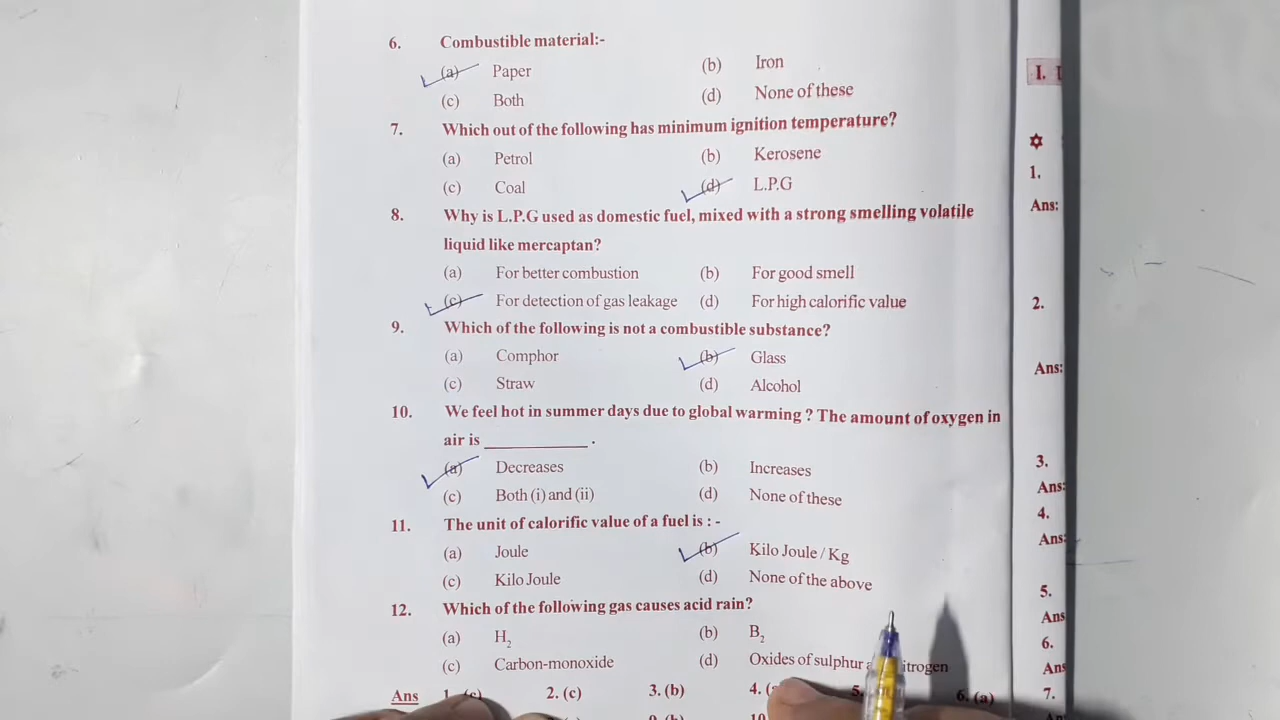 6. Combustible material:-
(a) Paper (b) Iron
(c) Both (d) None of these
7. Which out of the following has minimum ignition temperature?
(a) Petrol (b) Kerosene
(c) Coal (d) L.P.G
8. Why is L.P.G used as domestic fuel, mixed with a strong smelling volatile
liquid like mercaptan?
(a) For better combustion (b) For good smell
(c) For detection of gas leakage (d) For high calorific value
9. Which of the following is not a combustible substance?
(a) Comphor (b) Glass
(c) Straw (d) Alcohol
10. We feel hot in summer days due to global warming ? The amount of oxygen in
air is ____________ .
(a) Decreases (b) Increases
(c) Both (i) and (ii) (d) None of these
11. The unit of calorific value of a fuel is : -
(a) Joule (b) Kilo Joule / Kg
(c) Kilo Joule (d) None of the above
12. Which of the following gas causes acid rain?
(a) H2 (b) B2
(c) Carbon-monoxide (d) Oxides of sulphur
Ans 1. (c) 2. (c) 3. (b) 4. 5. 6. (a)
9. (b) 10
I.
1.
Ans:
2.
Ans:
3.
Ans:
4.
Ans:
5.
Ans
6.
Ans
7.